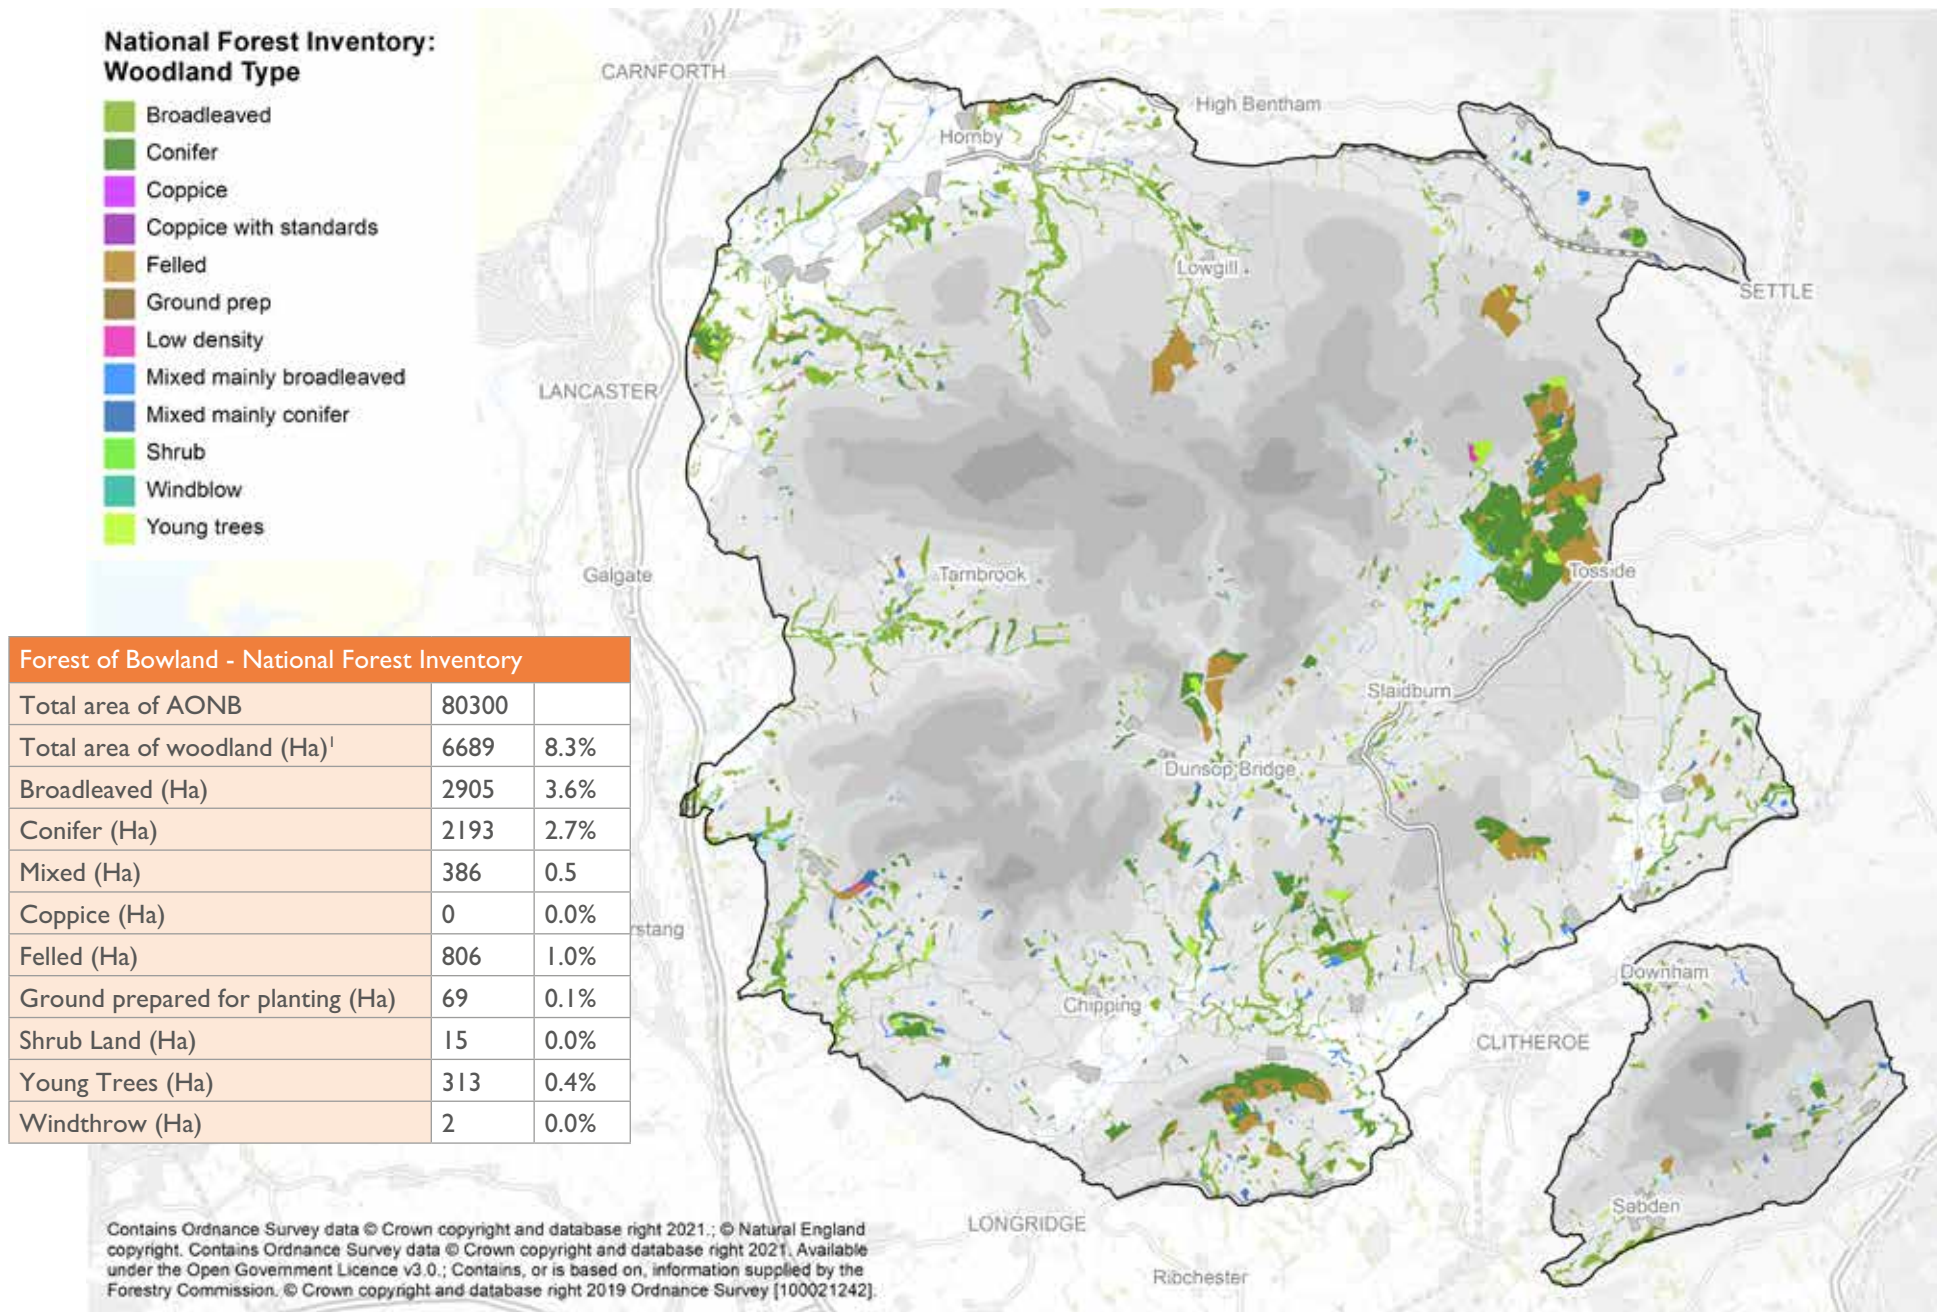 National Forest Inventory:
Woodland Type
Broadleaved
Conifer
Coppice
Coppice with standards
Felled
Ground prep
Low density
Mixed mainly broadleaved
Mixed mainly conifer
Shrub
Windblow
Young trees
CARNFORTH
High Bentham
Hornby
Lowgill
SETTLE
LANCASTER
Galgate
Tarnbrook
Tosside
Slaidburn
Dunsop Bridge
rstang
Chipping
Downham
CLITHEROE
Sabden
LONGRIDGE
Ribchester
Forest of Bowland - National Forest Inventory
Total area of AONB 80300
Total area of woodland (Ha)¹ 6689 8.3%
Broadleaved (Ha) 2905 3.6%
Conifer (Ha) 2193 2.7%
Mixed (Ha) 386 0.5
Coppice (Ha) 0 0.0%
Felled (Ha) 806 1.0%
Ground prepared for planting (Ha) 69 0.1%
Shrub Land (Ha) 15 0.0%
Young Trees (Ha) 313 0.4%
Windthrow (Ha) 2 0.0%
Contains Ordnance Survey data © Crown copyright and database right 2021.; © Natural England
copyright. Contains Ordnance Survey data © Crown copyright and database right 2021. Available
under the Open Government Licence v3.0.; Contains, or is based on, information supplied by the
Forestry Commission. © Crown copyright and database right 2019 Ordnance Survey [100021242].